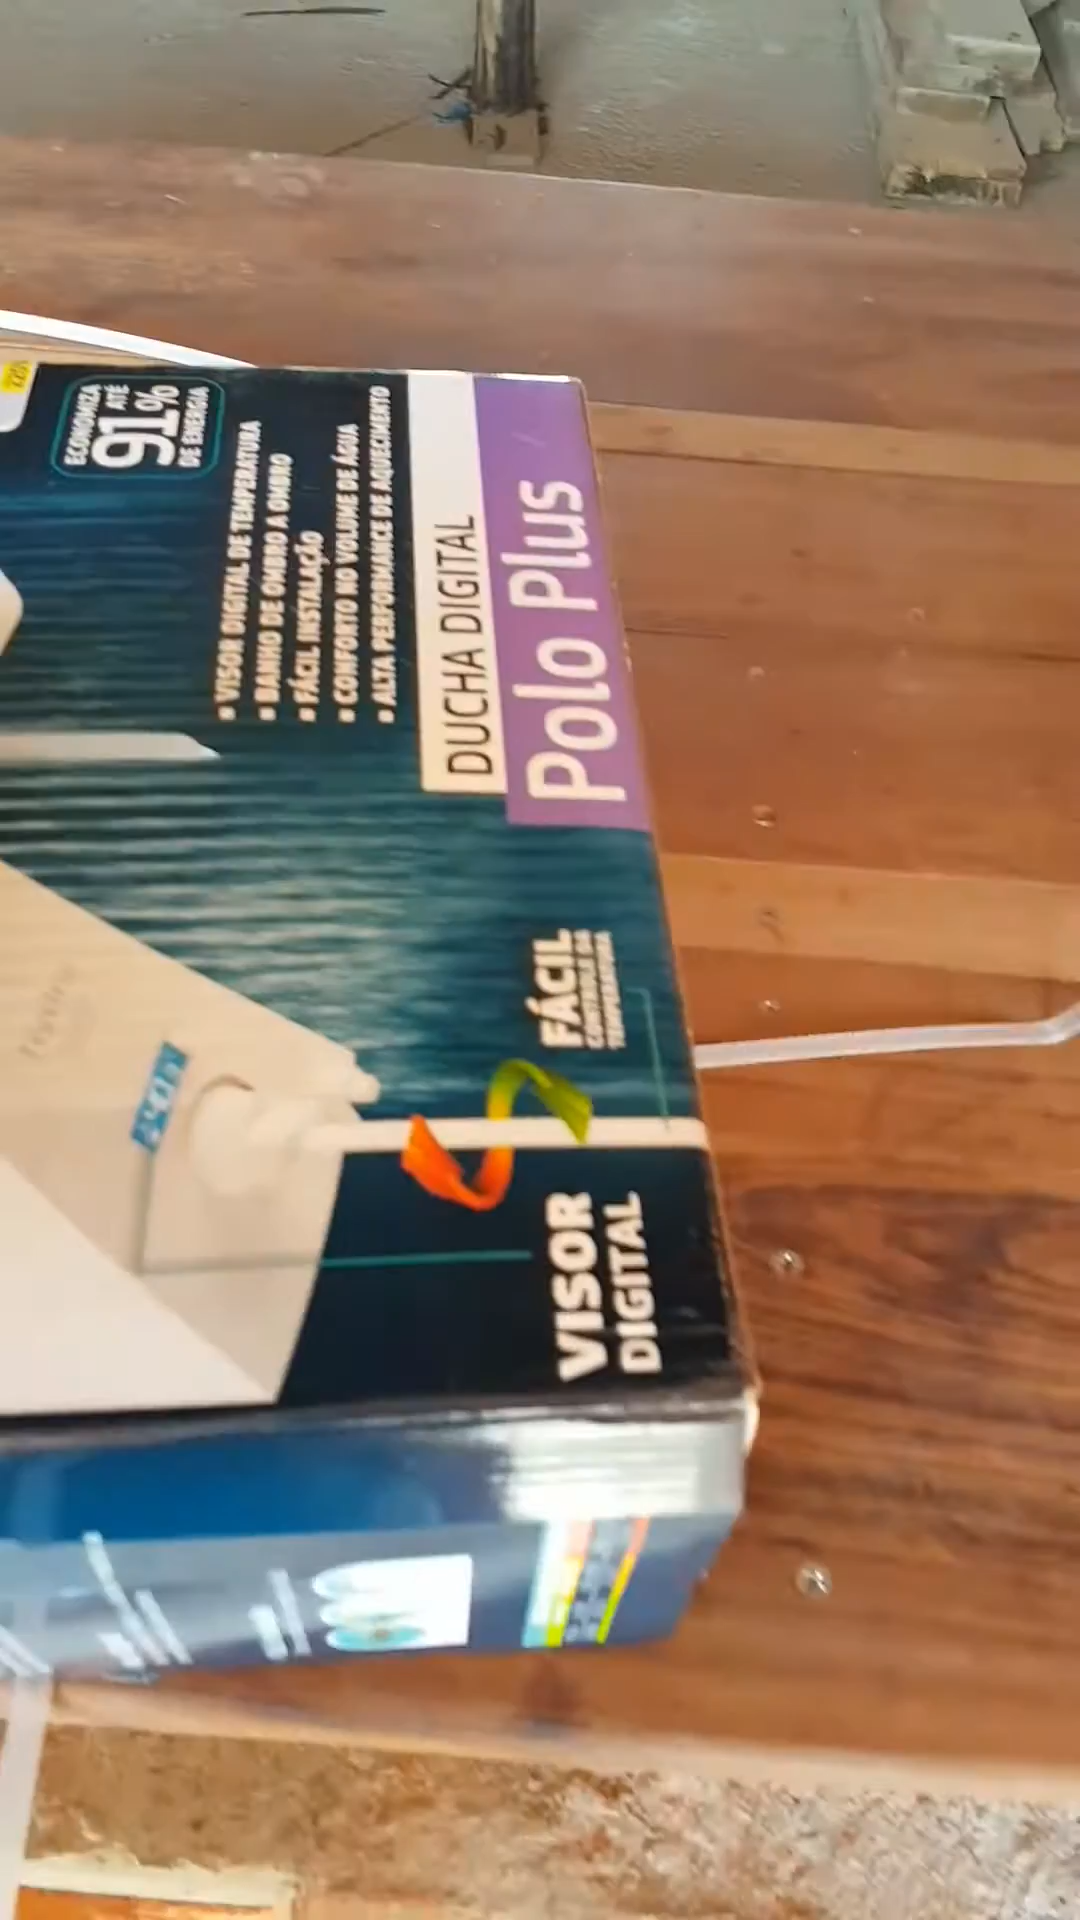 220V
ECONOMIZA
ATÉ
91%
DE ENERGIA
▪ VISOR DIGITAL DE TEMPERATURA
▪ BANHO DE OMBRO A OMBRO
▪ FÁCIL INSTALAÇÃO
▪ CONFORTO NO VOLUME DE ÁGUA
▪ ALTA PERFORMANCE DE AQUECIMENTO
DUCHA DIGITAL
Polo Plus
FÁCIL
CONTROLE DA
TEMPERATURA
VISOR
DIGITAL